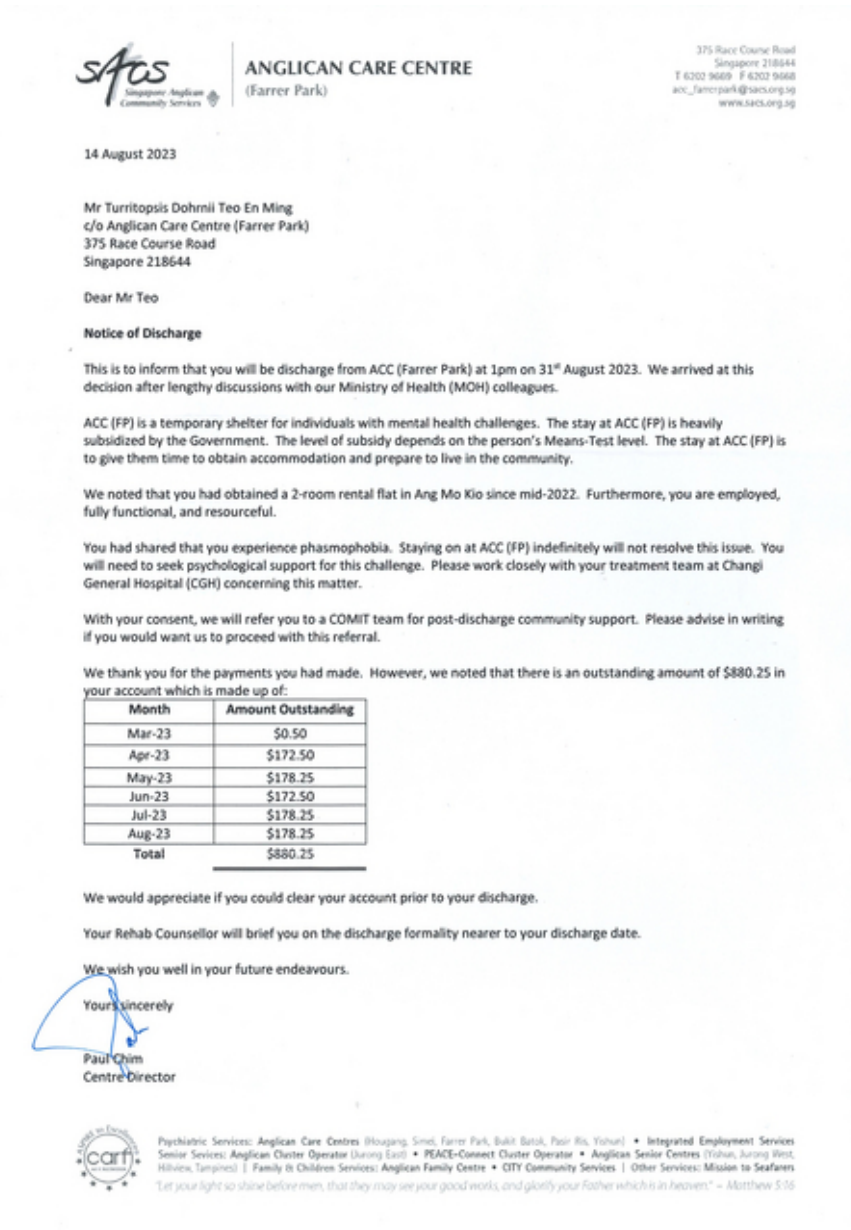 SACS
Singapore Anglican
Community Services
ANGLICAN CARE CENTRE
(Farrer Park)
375 Race Course Road
Singapore 218644
T 6202 9669 F 6202 9668
acc_farrerpark@sacs.org.sg
www.sacs.org.sg
14 August 2023
Mr Turritopsis Dohrnii Teo En Ming
c/o Anglican Care Centre (Farrer Park)
375 Race Course Road
Singapore 218644
Dear Mr Teo
Notice of Discharge
This is to inform that you will be discharge from ACC (Farrer Park) at 1pm on 31st August 2023. We arrived at this
decision after lengthy discussions with our Ministry of Health (MOH) colleagues.
ACC (FP) is a temporary shelter for individuals with mental health challenges. The stay at ACC (FP) is heavily
subsidized by the Government. The level of subsidy depends on the person's Means-Test level. The stay at ACC (FP) is
to give them time to obtain accommodation and prepare to live in the community.
We noted that you had obtained a 2-room rental flat in Ang Mo Kio since mid-2022. Furthermore, you are employed,
fully functional, and resourceful.
You had shared that you experience phasmophobia. Staying on at ACC (FP) indefinitely will not resolve this issue. You
will need to seek psychological support for this challenge. Please work closely with your treatment team at Changi
General Hospital (CGH) concerning this matter.
With your consent, we will refer you to a COMIT team for post-discharge community support. Please advise in writing
if you would want us to proceed with this referral.
We thank you for the payments you had made. However, we noted that there is an outstanding amount of $880.25 in
your account which is made up of:
Month Amount Outstanding
Mar-23 $0.50
Apr-23 $172.50
May-23 $178.25
Jun-23 $172.50
Jul-23 $178.25
Aug-23 $178.25
Total $880.25
We would appreciate if you could clear your account prior to your discharge.
Your Rehab Counsellor will brief you on the discharge formality nearer to your discharge date.
We wish you well in your future endeavours.
Yours sincerely
Paul Chim
Centre Director
ASPIRE to Excellence
carf
Psychiatric Services: Anglican Care Centres (Hougang, Simei, Farrer Park, Bukit Batok, Pasir Ris, Yishun) • Integrated Employment Services
Senior Sevices: Anglican Cluster Operator (Jurong East) • PEACE-Connect Cluster Operator • Anglican Senior Centres (Yishun, Jurong West,
Hillview, Tampines) | Family & Children Services: Anglican Family Centre • CITY Community Services | Other Services: Mission to Seafarers
"Let your light so shine before men, that they may see your good works, and glorify your Father which is in heaven." – Matthew 5:16